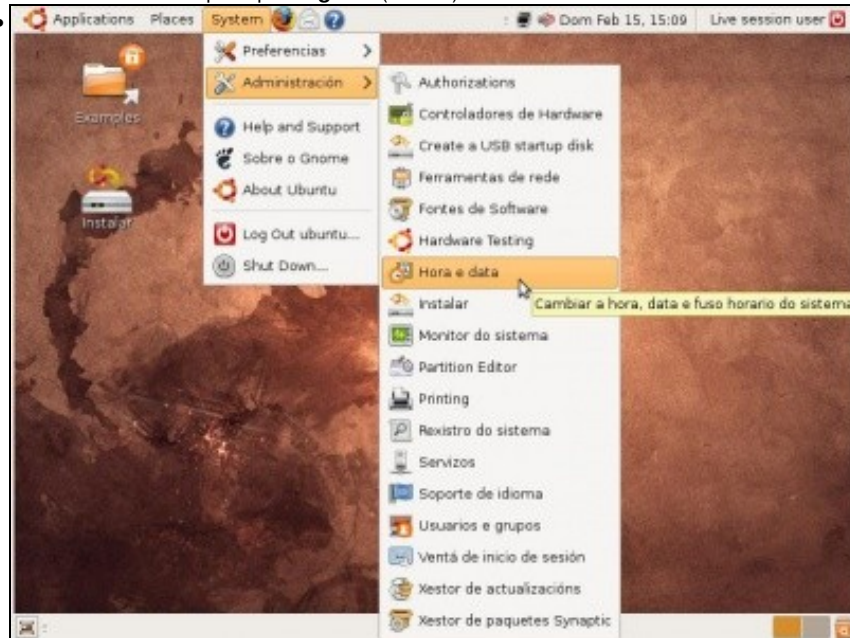 Applications Places System : Dom Feb 15, 15:09 Live session user
Preferencias
Administración
Help and Support
Sobre o Gnome
About Ubuntu
Log Out ubuntu...
Shut Down...
Examples
Instalar
Authorizations
Controladores de Hardware
Create a USB startup disk
Ferramentas de rede
Fontes de Software
Hardware Testing
Hora e data
Instalar
Cambiar a hora, data e fuso horario do sistema
Monitor do sistema
Partition Editor
Printing
Rexistro do sistema
Servizos
Soporte de idioma
Usuarios e grupos
Ventá de inicio de sesión
Xestor de actualizacións
Xestor de paquetes Synaptic